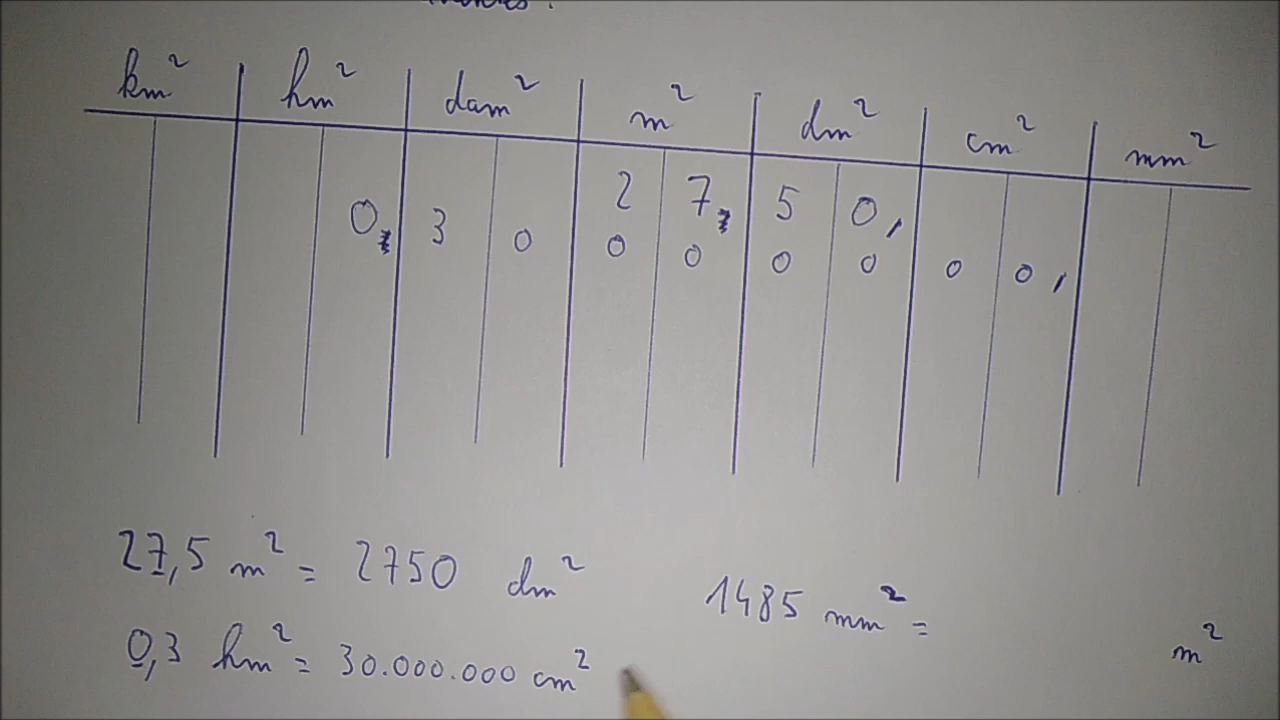 km² hm² dam² m² dm² cm² mm²
2 7, 5 0,
0, 3 0 0 0 0 0 0 0,
27,5 m² = 2750 dm²
0,3 hm² = 30.000.000 cm²
1485 mm² = m²